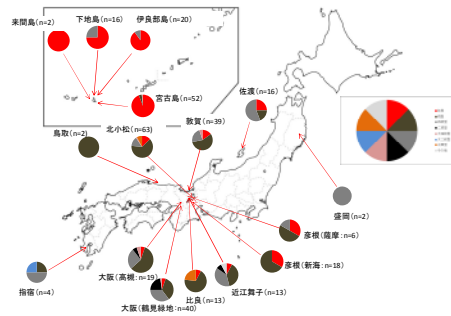 来間島(n=2)
下地島(n=16)
伊良部島(n=20)
宮古島(n=52)
佐渡(n=16)
敦賀(n=39)
北小松(n=63)
鳥取(n=2)
盛岡(n=2)
彦根(薩摩:n=6)
彦根(新海:n=18)
近江舞子(n=13)
比良(n=13)
大阪(高槻:n=19)
大阪(鶴見緑地:n=40)
指宿(n=4)